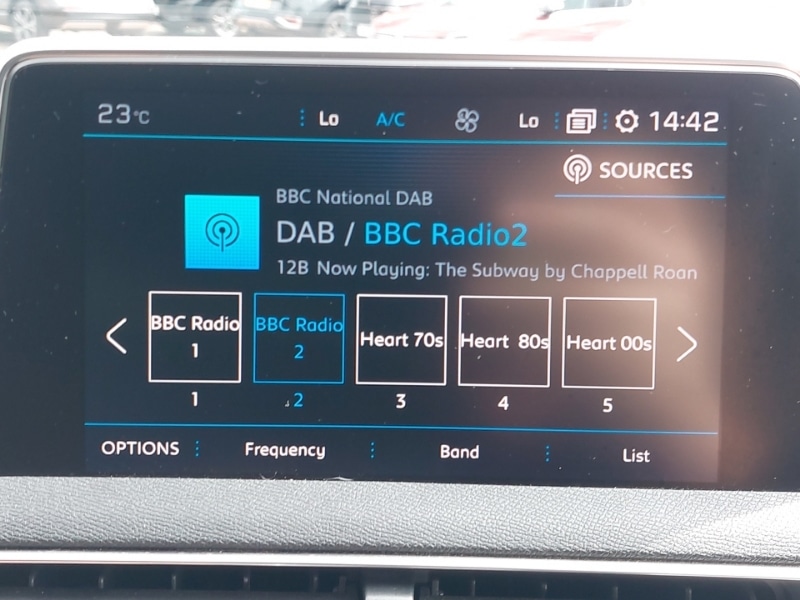 23°C Lo A/C Lo 14:42
SOURCES
BBC National DAB
DAB / BBC Radio2
12B Now Playing: The Subway by Chappell Roan
BBC Radio 1
BBC Radio 2
Heart 70s
Heart 80s
Heart 00s
1 2 3 4 5
OPTIONS Frequency Band List